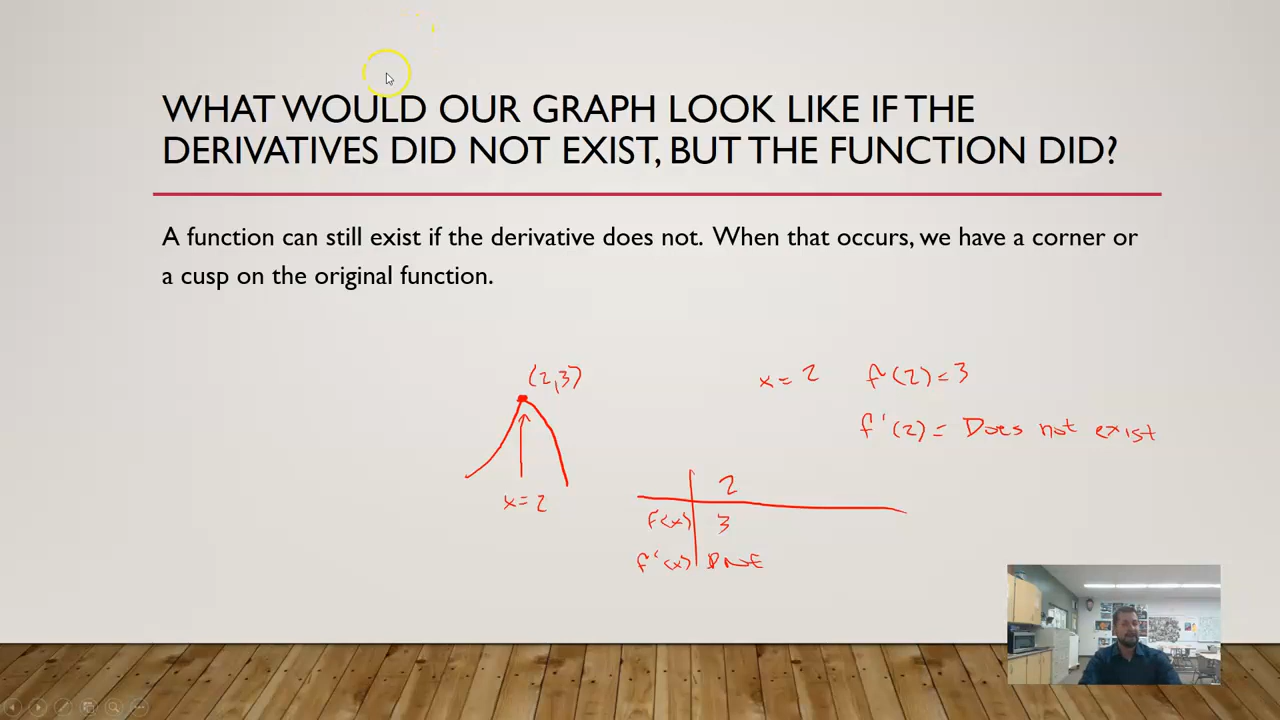 WHAT WOULD OUR GRAPH LOOK LIKE IF THE
DERIVATIVES DID NOT EXIST, BUT THE FUNCTION DID?
A function can still exist if the derivative does not. When that occurs, we have a corner or
a cusp on the original function.
(2,3)
x=2
x=2 f(2)=3
f'(2)= Does not exist
2
f(x) 3
f'(x) DNE